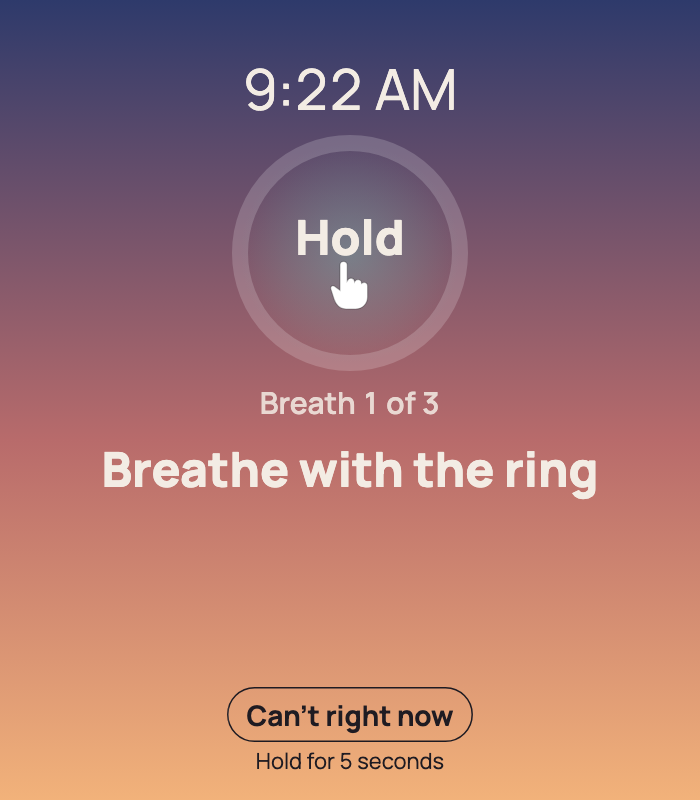 9:22 AM
Hold
Breath 1 of 3
Breathe with the ring
Can't right now
Hold for 5 seconds